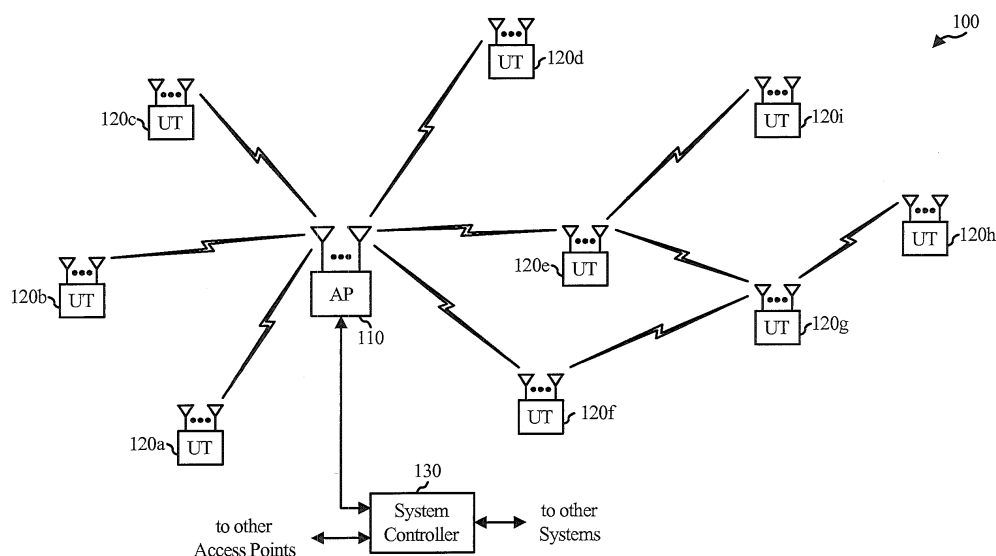 100
UT
120d
120c
UT
UT
120i
UT
120h
120e
UT
120b
UT
AP
110
UT
120g
UT
120f
120a
UT
130
System
Controller
to other
Access Points
to other
Systems